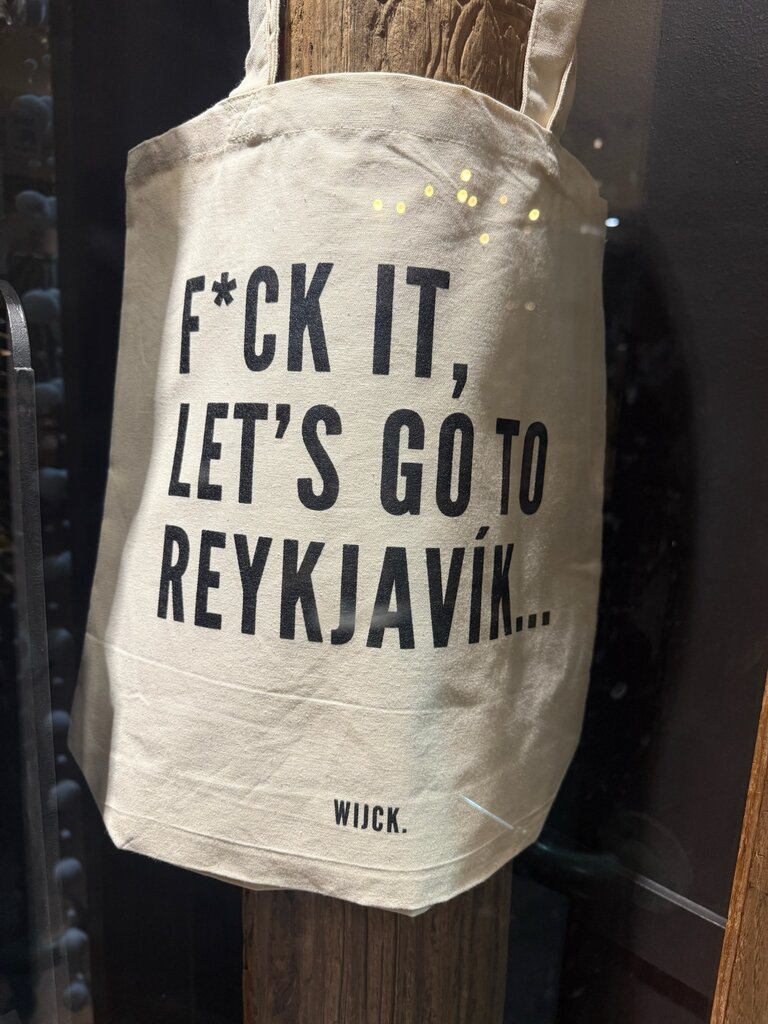 F*CK IT,
LET'S GO TO
REYKJAVÍK...
WIJCK.